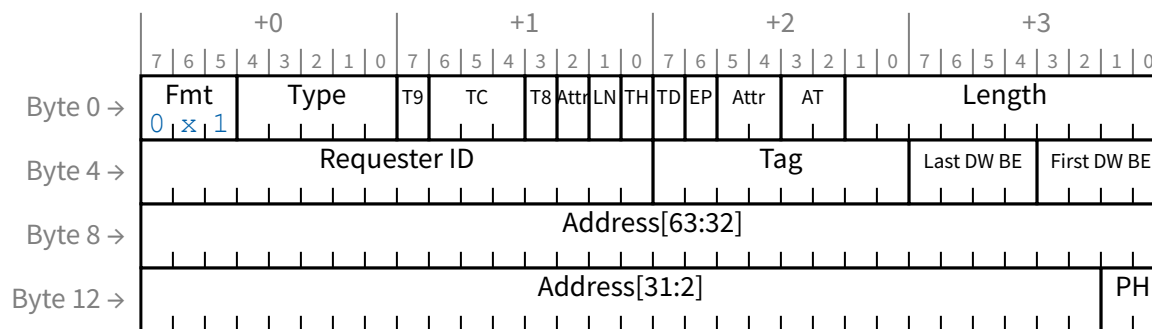 +0 +1 +2 +3
7 6 5 4 3 2 1 0 7 6 5 4 3 2 1 0 7 6 5 4 3 2 1 0 7 6 5 4 3 2 1 0
Byte 0 → Fmt Type T9 TC T8 Attr LN TH TD EP Attr AT Length
0 x 1
Byte 4 → Requester ID Tag Last DW BE First DW BE
Byte 8 → Address[63:32]
Byte 12 → Address[31:2] PH